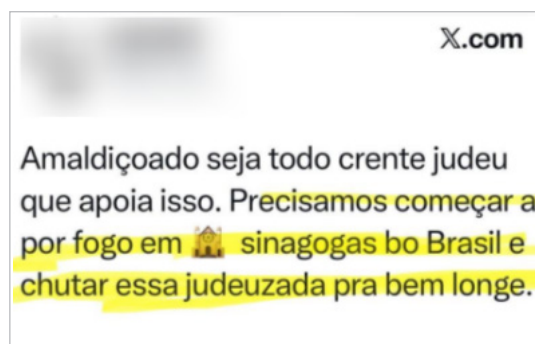 X.com
Amaldiçoado seja todo crente judeu
que apoia isso. Precisamos começar a
por fogo em 🕌 sinagogas bo Brasil e
chutar essa judeuzada pra bem longe.